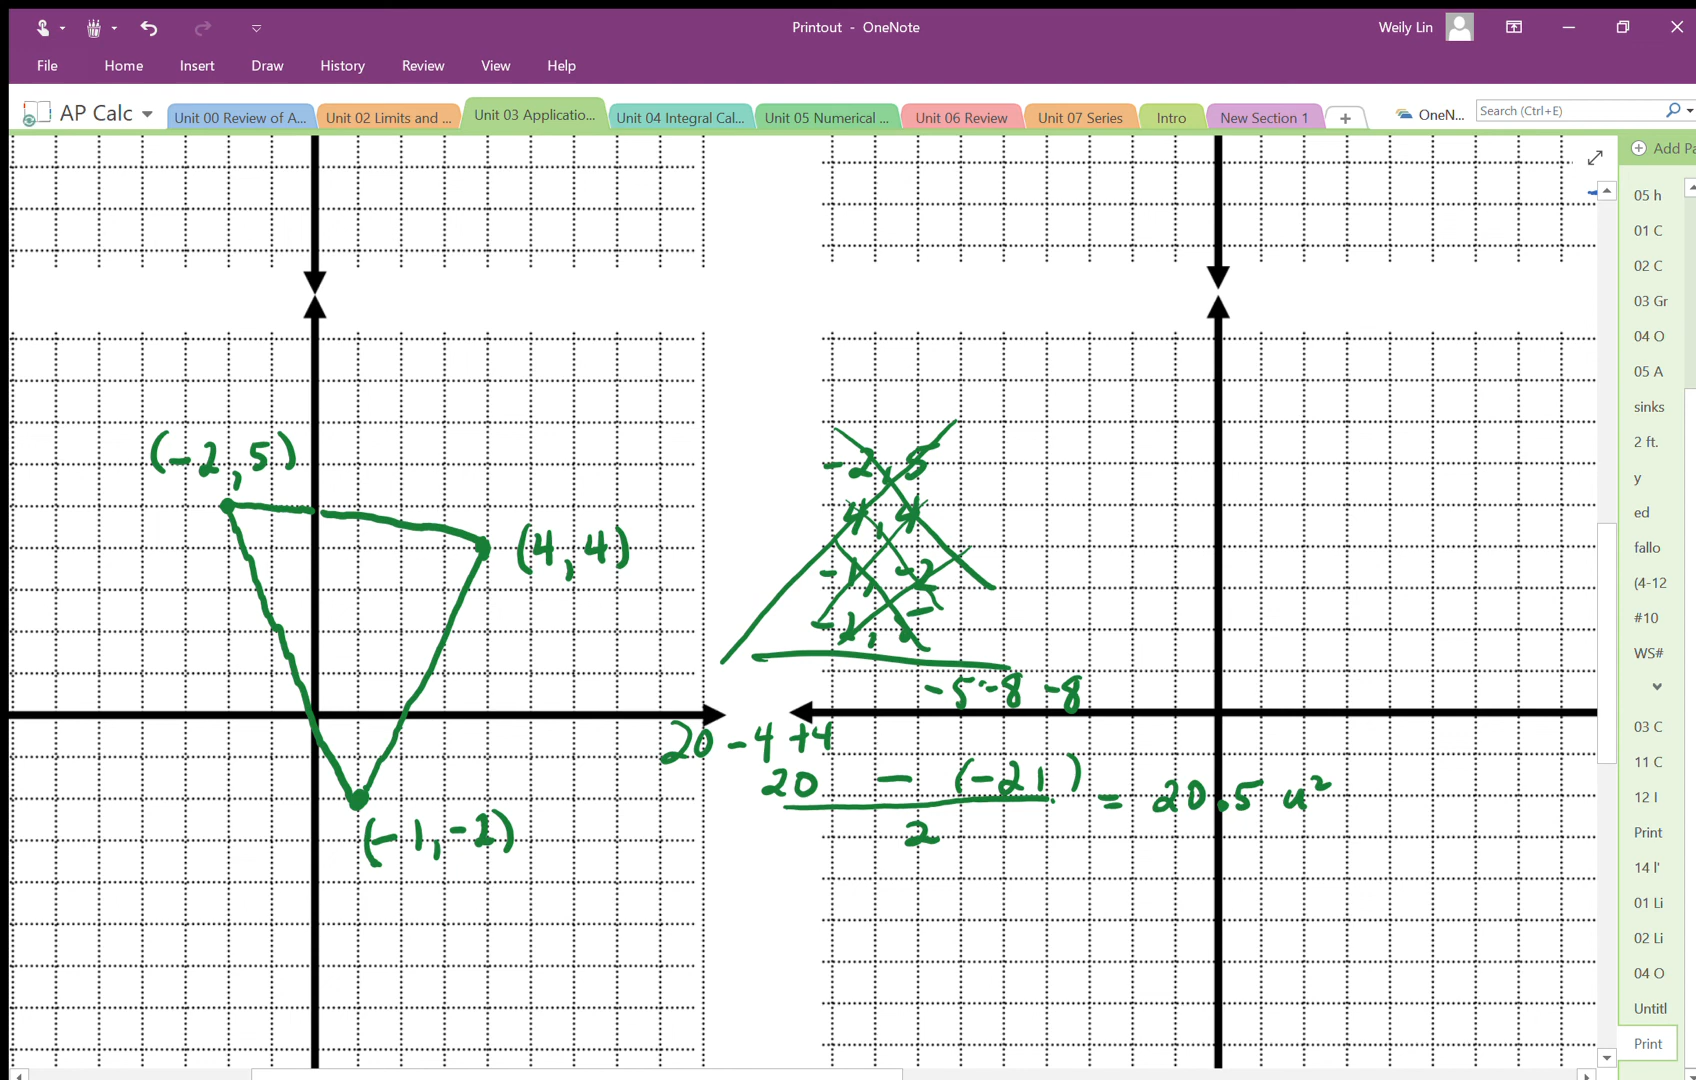 Printout - OneNote
Weily Lin
File Home Insert Draw History Review View Help
AP Calc
Unit 00 Review of A...
Unit 02 Limits and ...
Unit 03 Applicatio...
Unit 04 Integral Cal...
Unit 05 Numerical ...
Unit 06 Review
Unit 07 Series
Intro
New Section 1
+
OneN...
Search (Ctrl+E)
Add Pa
05 h
01 C
02 C
03 Gr
04 O
05 A
sinks
2 ft.
y
ed
fallo
(4-12
#10
WS#
03 C
11 C
12 I
Print
14 l'
01 Li
02 Li
04 O
Untitl
Print
(-2,5)
(4,4)
(-1,-2)
-2,5
4,4
-1,-2
-5 -8 -8
20 -4 +4
20 - (-21) = 20.5 u²
2